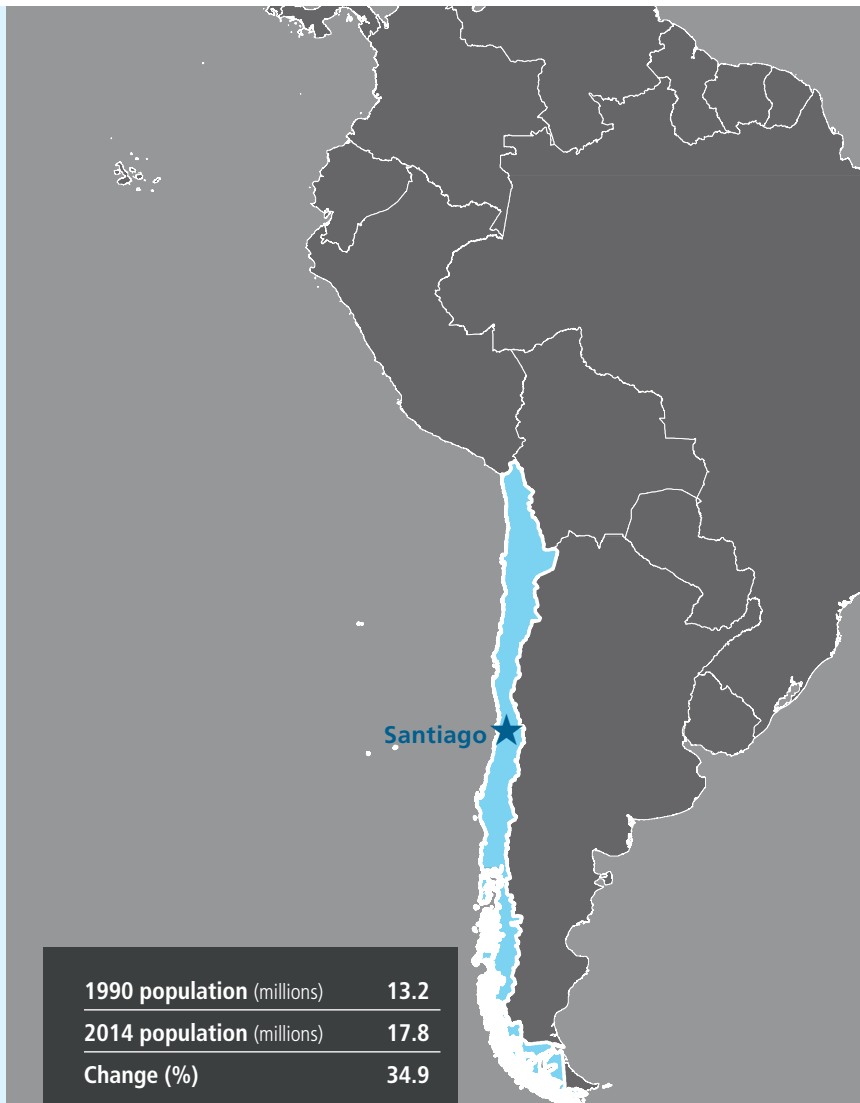 Santiago
1990 population (millions) 13.2
2014 population (millions) 17.8
Change (%) 34.9